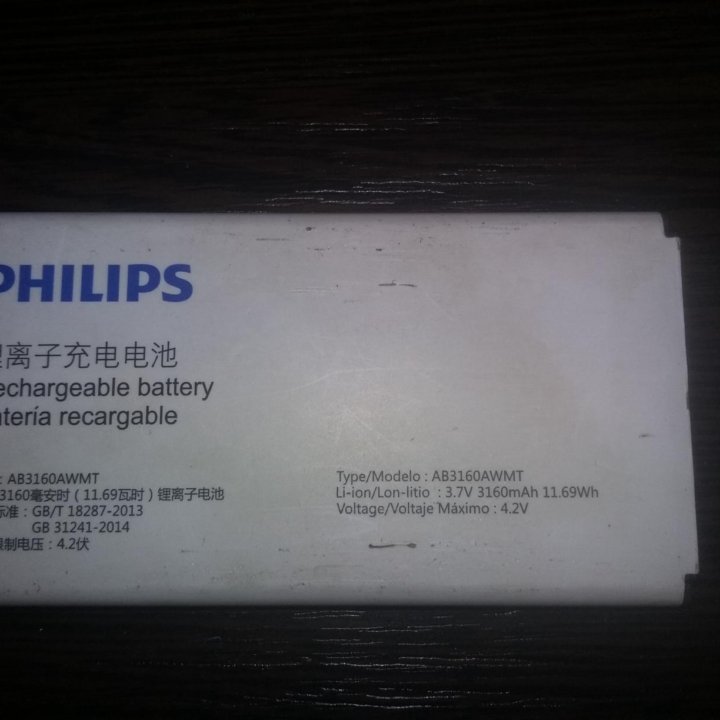 PHILIPS
离子充电电池
echargeable battery
atería recargable
: AB3160AWMT
3160毫安时（11.69瓦时）锂离子电池
标准：GB/T 18287-2013
GB 31241-2014
限制电压：4.2伏
Type/Modelo : AB3160AWMT
Li-ion/Lon-litio : 3.7V 3160mAh 11.69Wh
Voltage/Voltaje Máximo : 4.2V